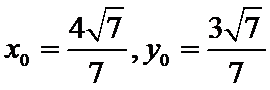 x₀ = 4√7/7, y₀ = 3√7/7